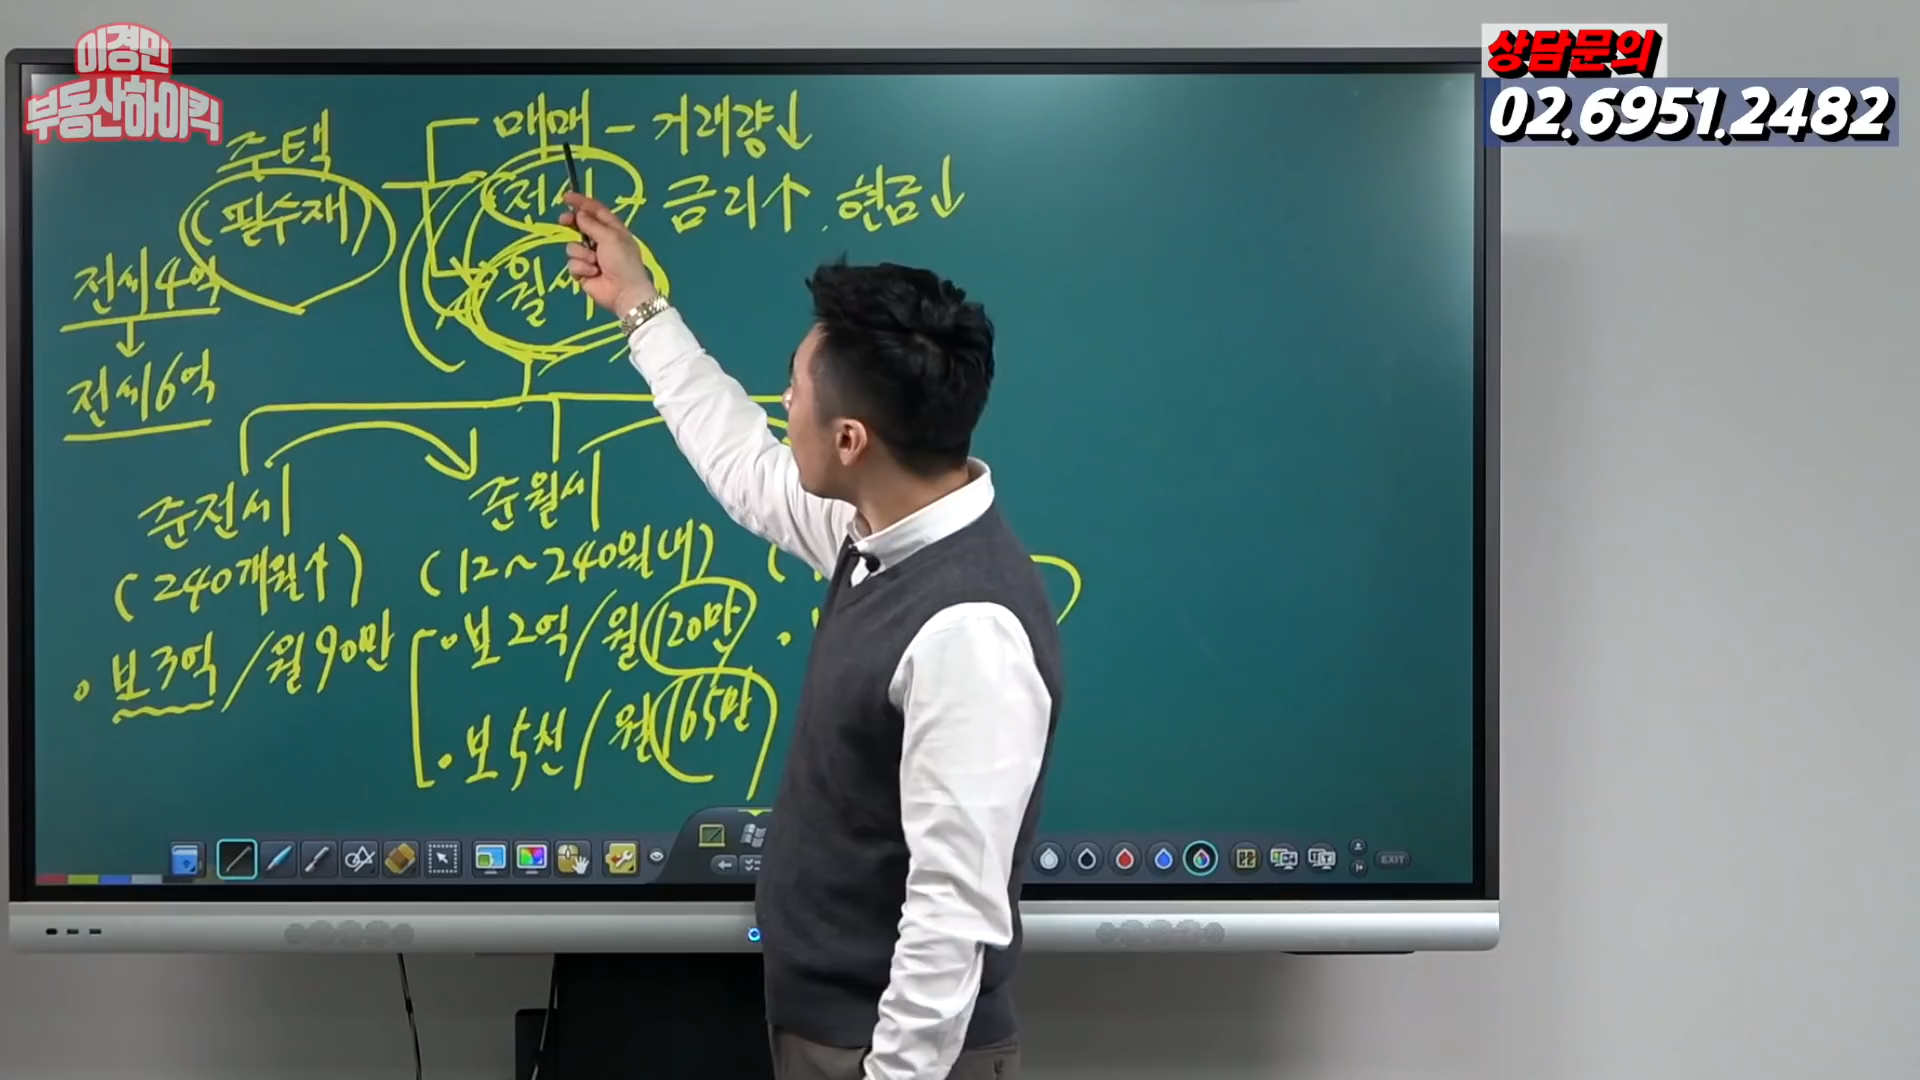 이경민
부동산하이킥
상담문의
02.6951.2482
주택
(필수재)
매매 - 거래량↓
금리↑ . 현금↓
전세4억
↓
전세6억
준전세
(240개월↑)
• 보3억 / 월90만
준월세
(12~240월내)
• 보2억 / 월120만
• 보5천 / 월165만
EXIT